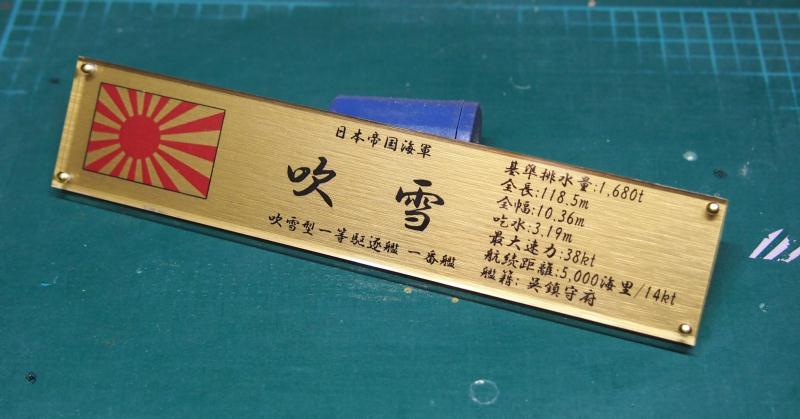 日本帝国海軍
吹雪
吹雪型一等駆逐艦 一番艦
基準排水量:1,680t
全長:118.5m
全幅:10.36m
吃水:3.19m
最大速力:38kt
航続距離:5,000海里/14kt
艦籍:呉鎮守府